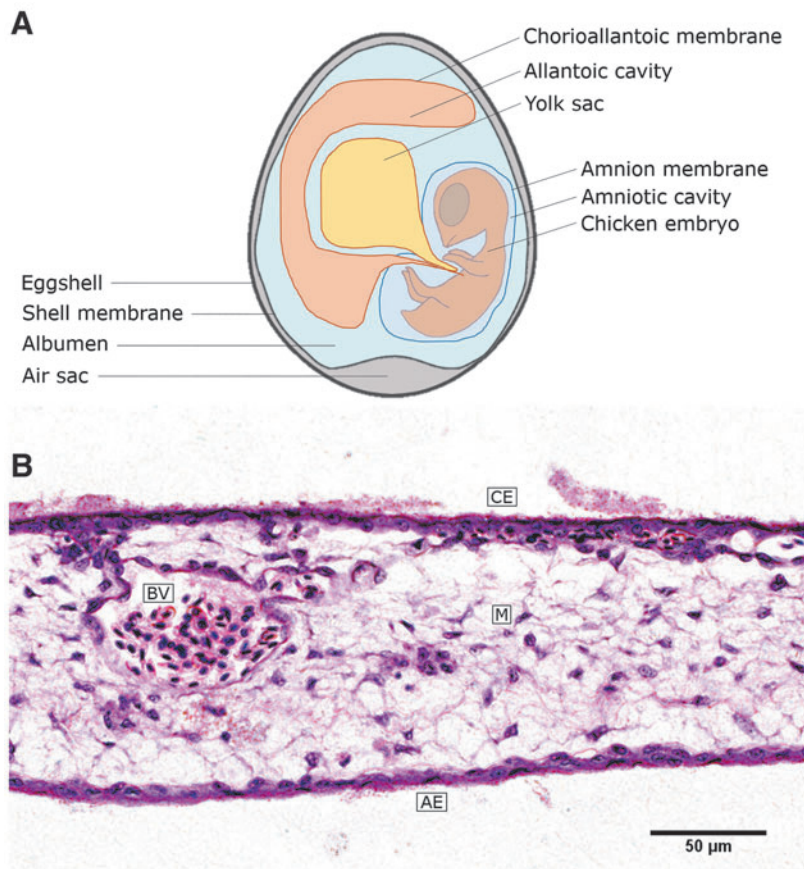 A
Chorioallantoic membrane
Allantoic cavity
Yolk sac
Amnion membrane
Amniotic cavity
Chicken embryo
Eggshell
Shell membrane
Albumen
Air sac
B
CE
BV
M
AE
50 µm